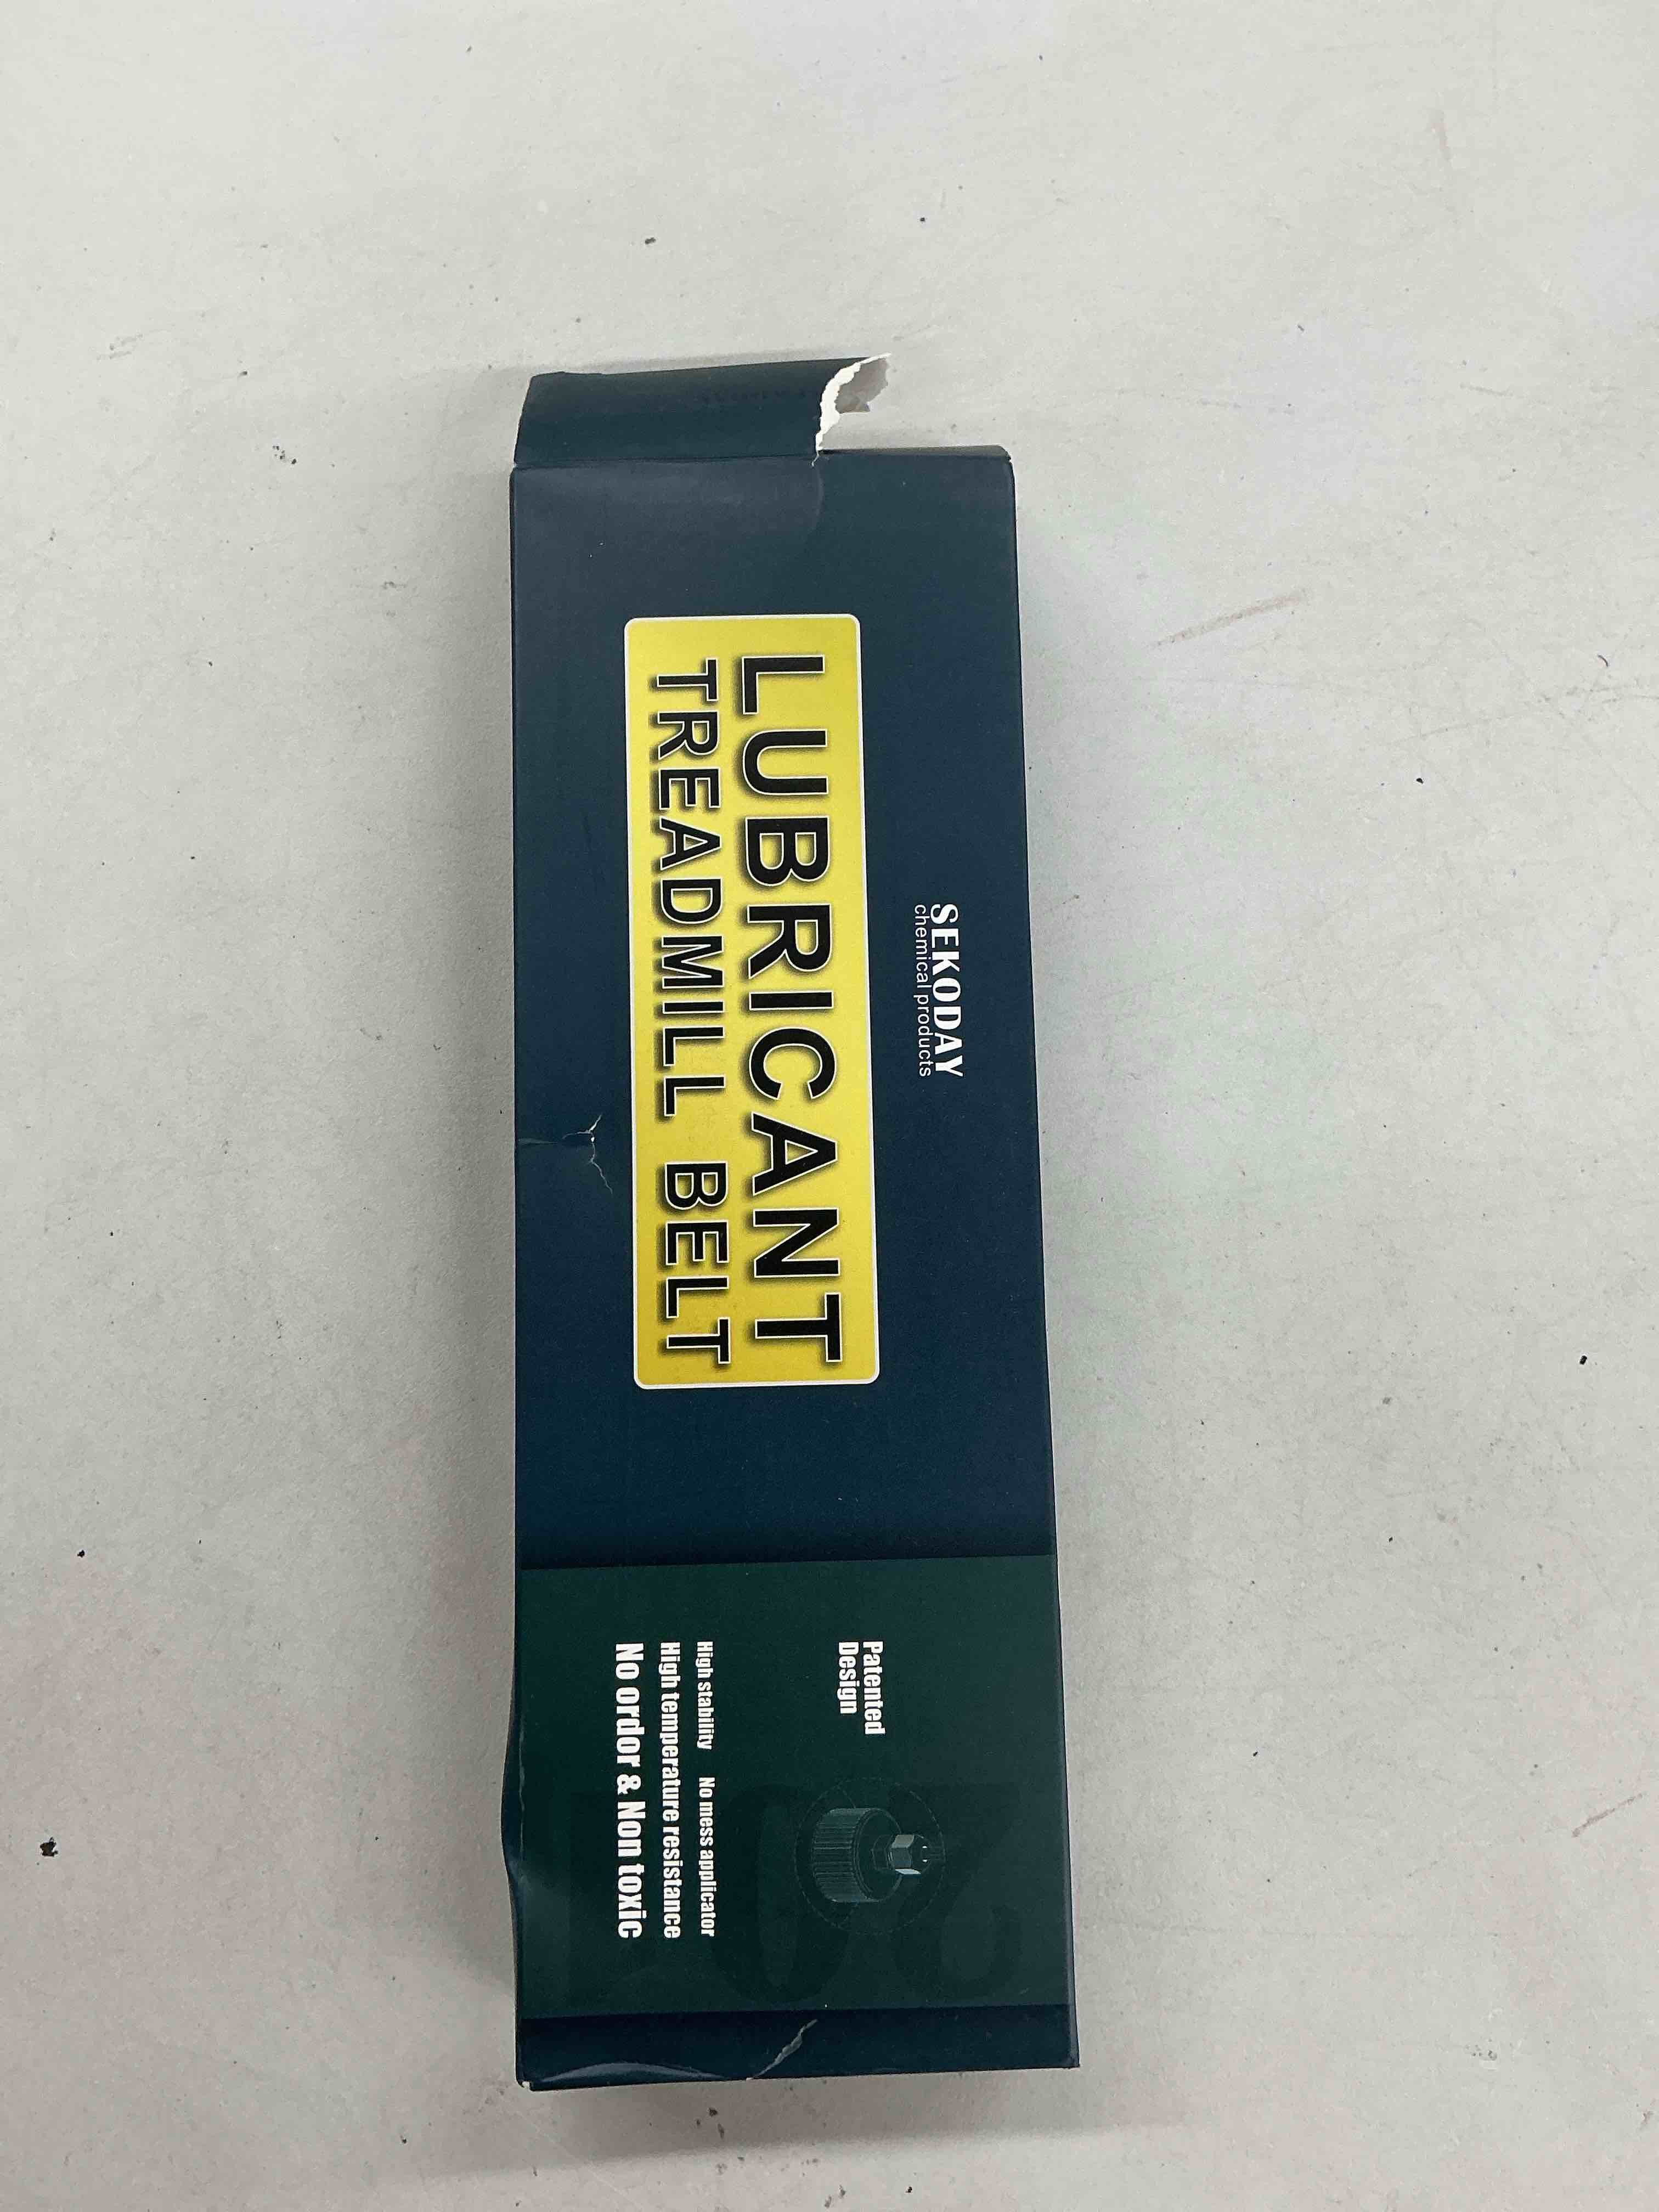 SEKODAY
chemical products
LUBRICANT
TREADMILL BELT
Patented
Design
High stability No mess applicator
High temperature resistance
No ordor & Non toxic